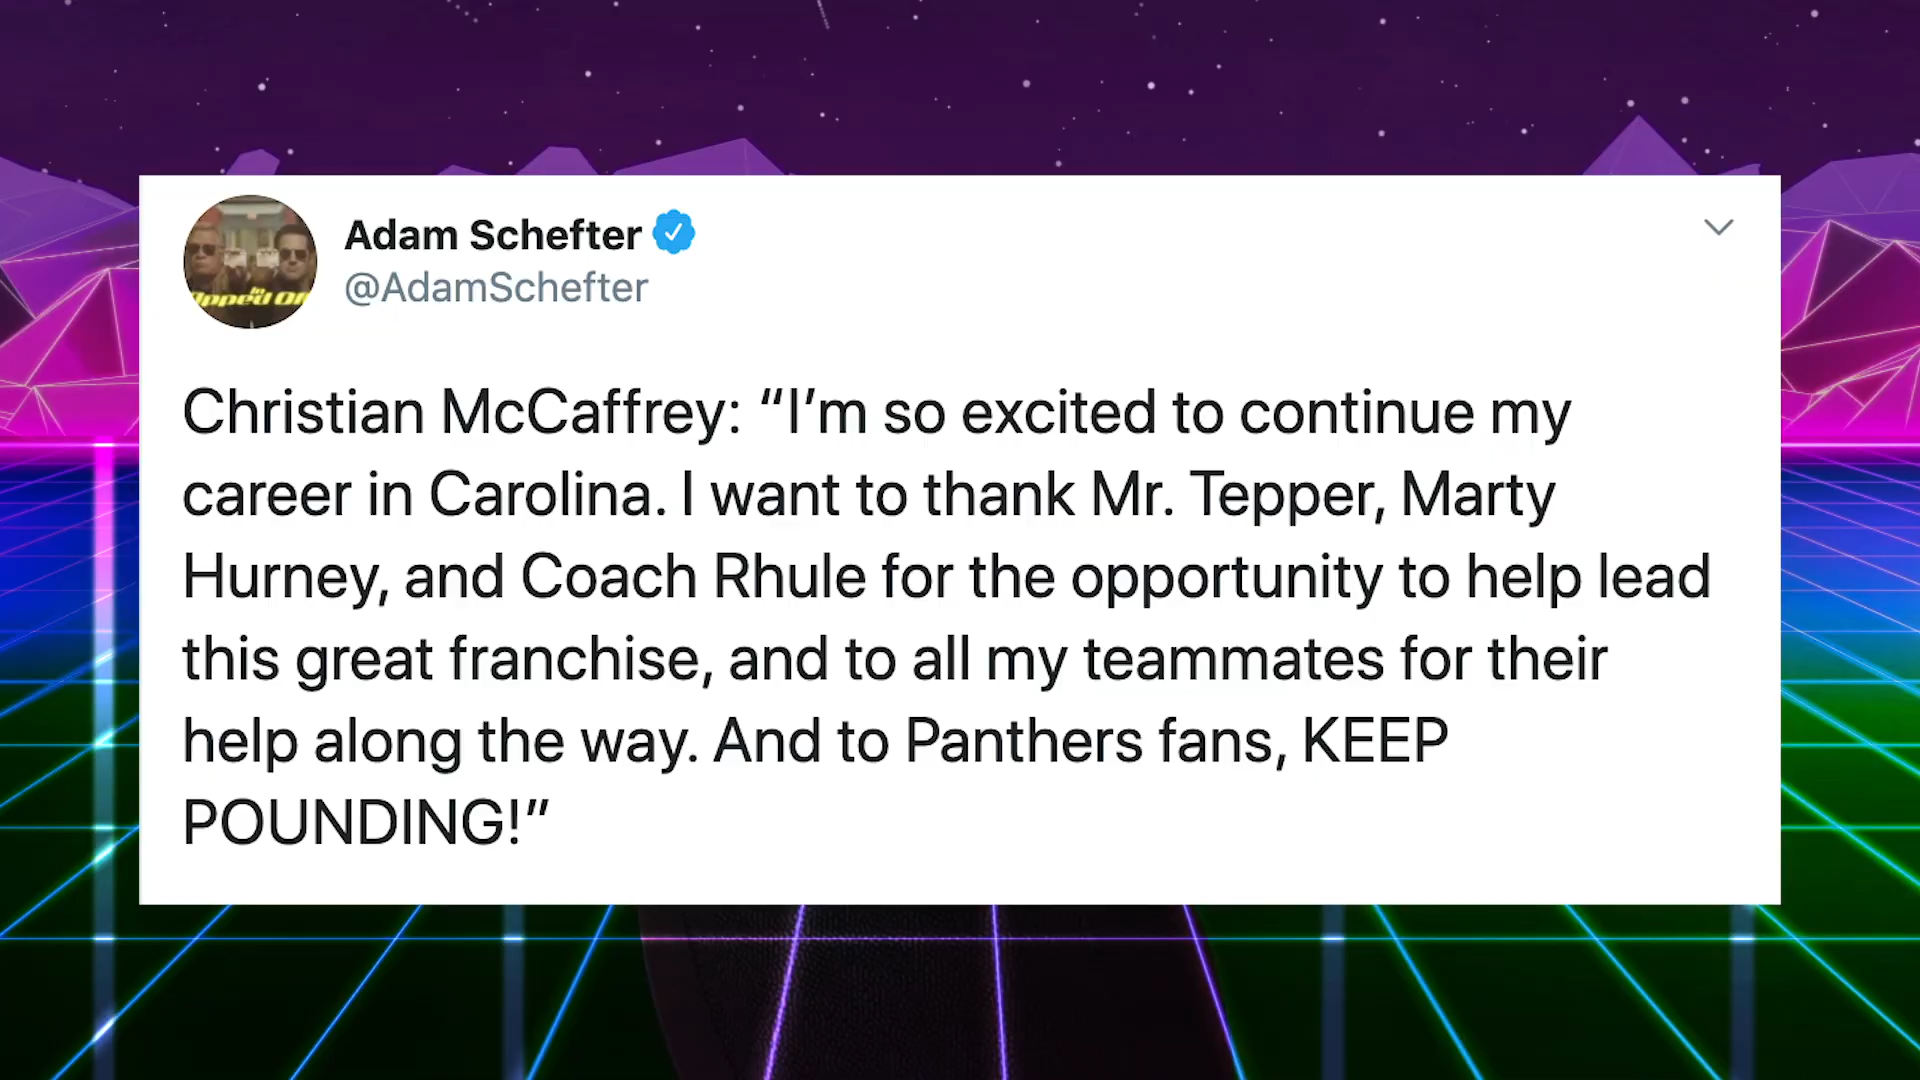 Adam Schefter
@AdamSchefter
Christian McCaffrey: “I’m so excited to continue my
career in Carolina. I want to thank Mr. Tepper, Marty
Hurney, and Coach Rhule for the opportunity to help lead
this great franchise, and to all my teammates for their
help along the way. And to Panthers fans, KEEP
POUNDING!”